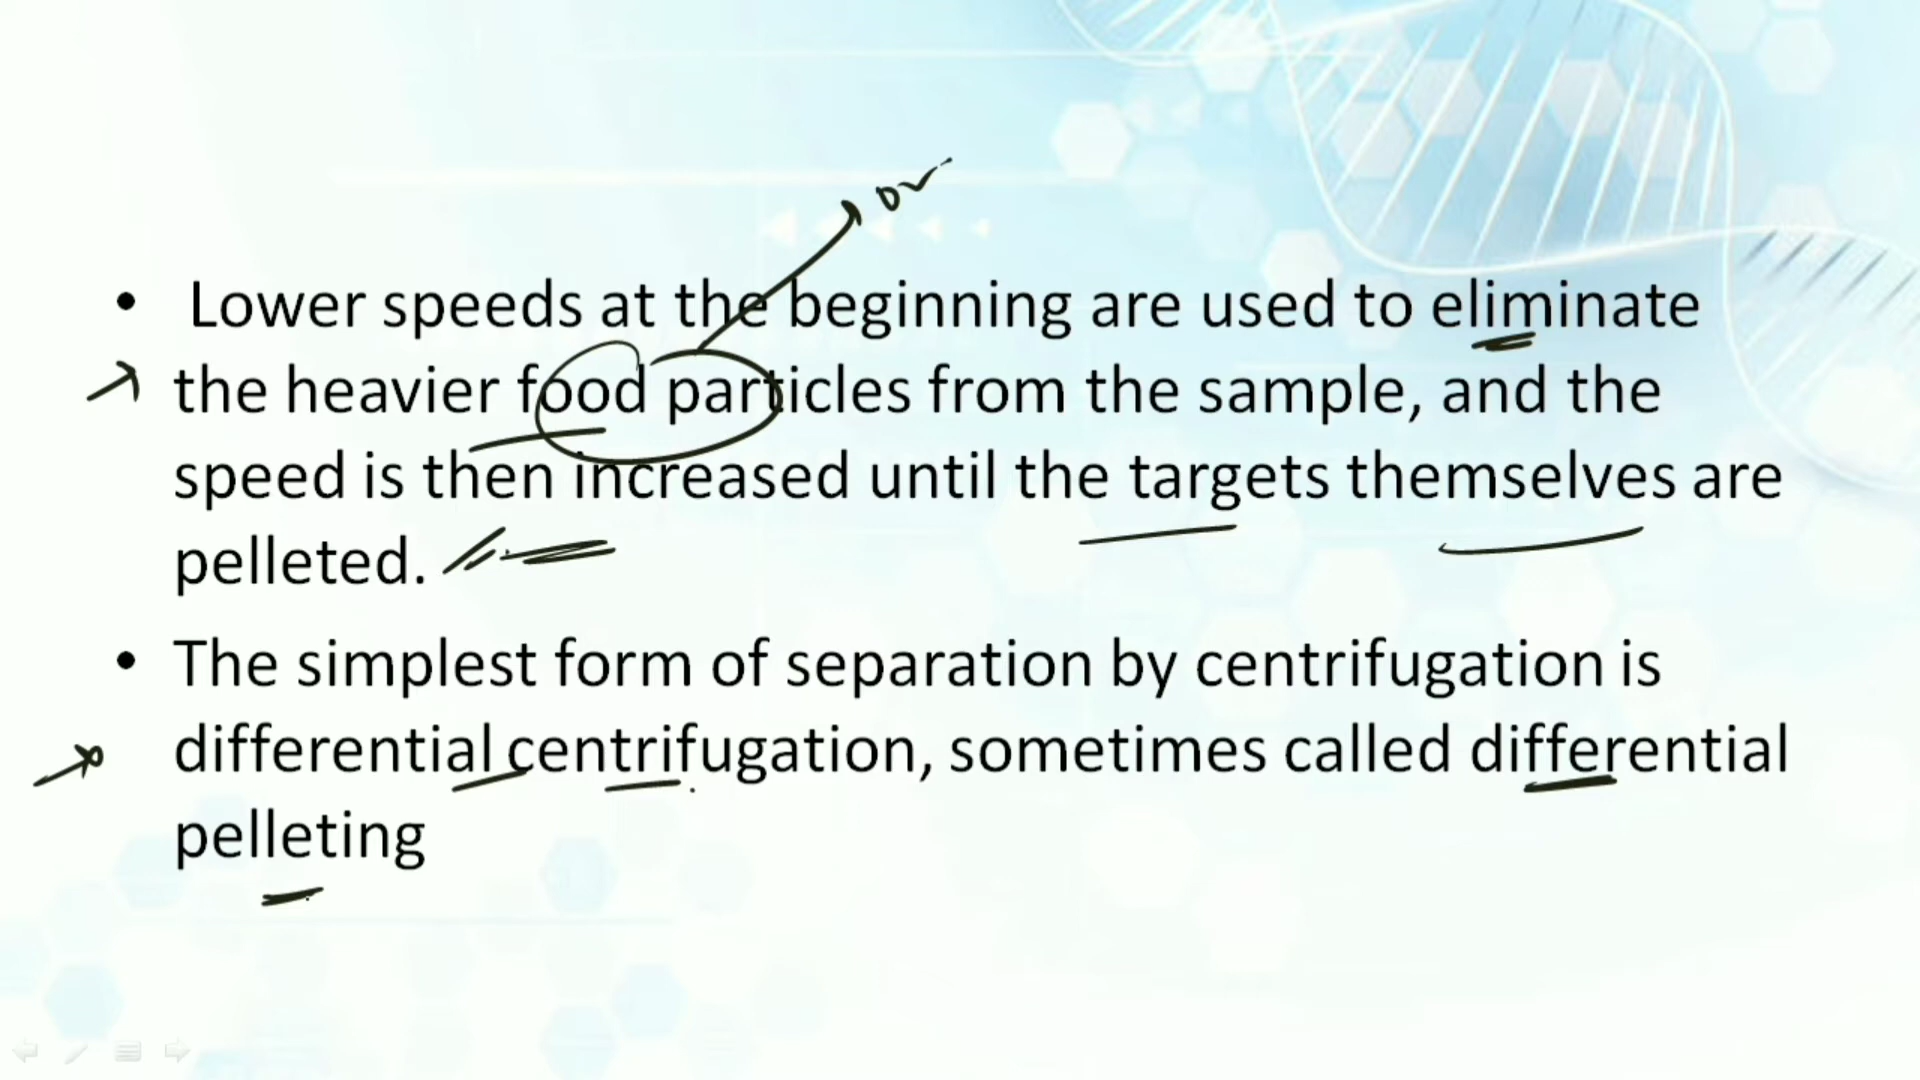 • Lower speeds at the beginning are used to eliminate
the heavier food particles from the sample, and the
speed is then increased until the targets themselves are
pelleted.
• The simplest form of separation by centrifugation is
differential centrifugation, sometimes called differential
pelleting